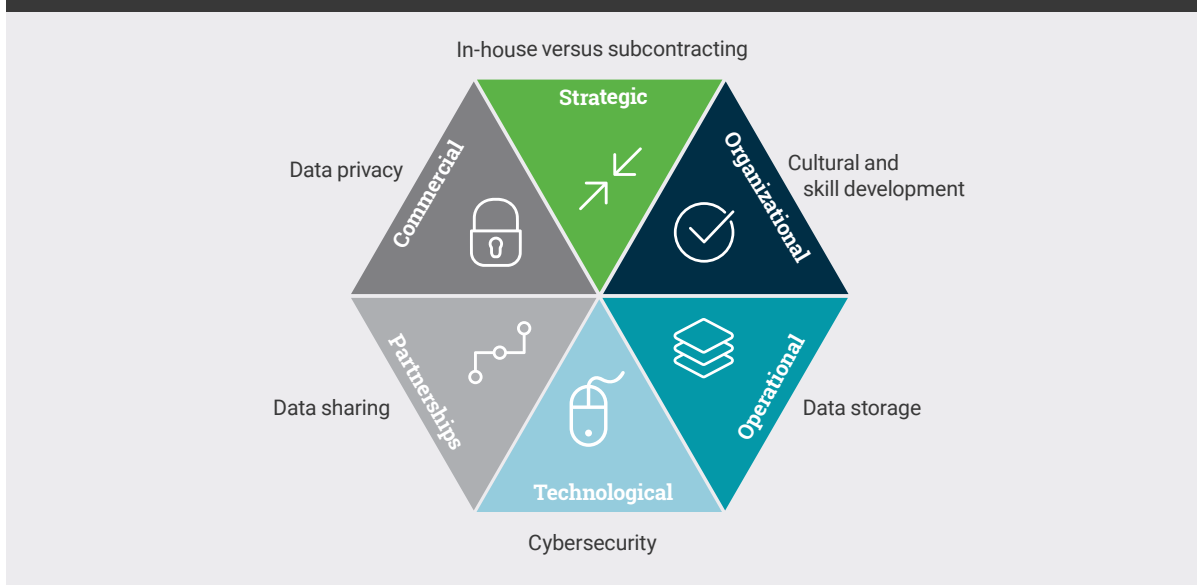 In-house versus subcontracting
Strategic
Commercial
Organizational
Data privacy
Cultural and
skill development
Partnerships
Operational
Data sharing
Data storage
Technological
Cybersecurity